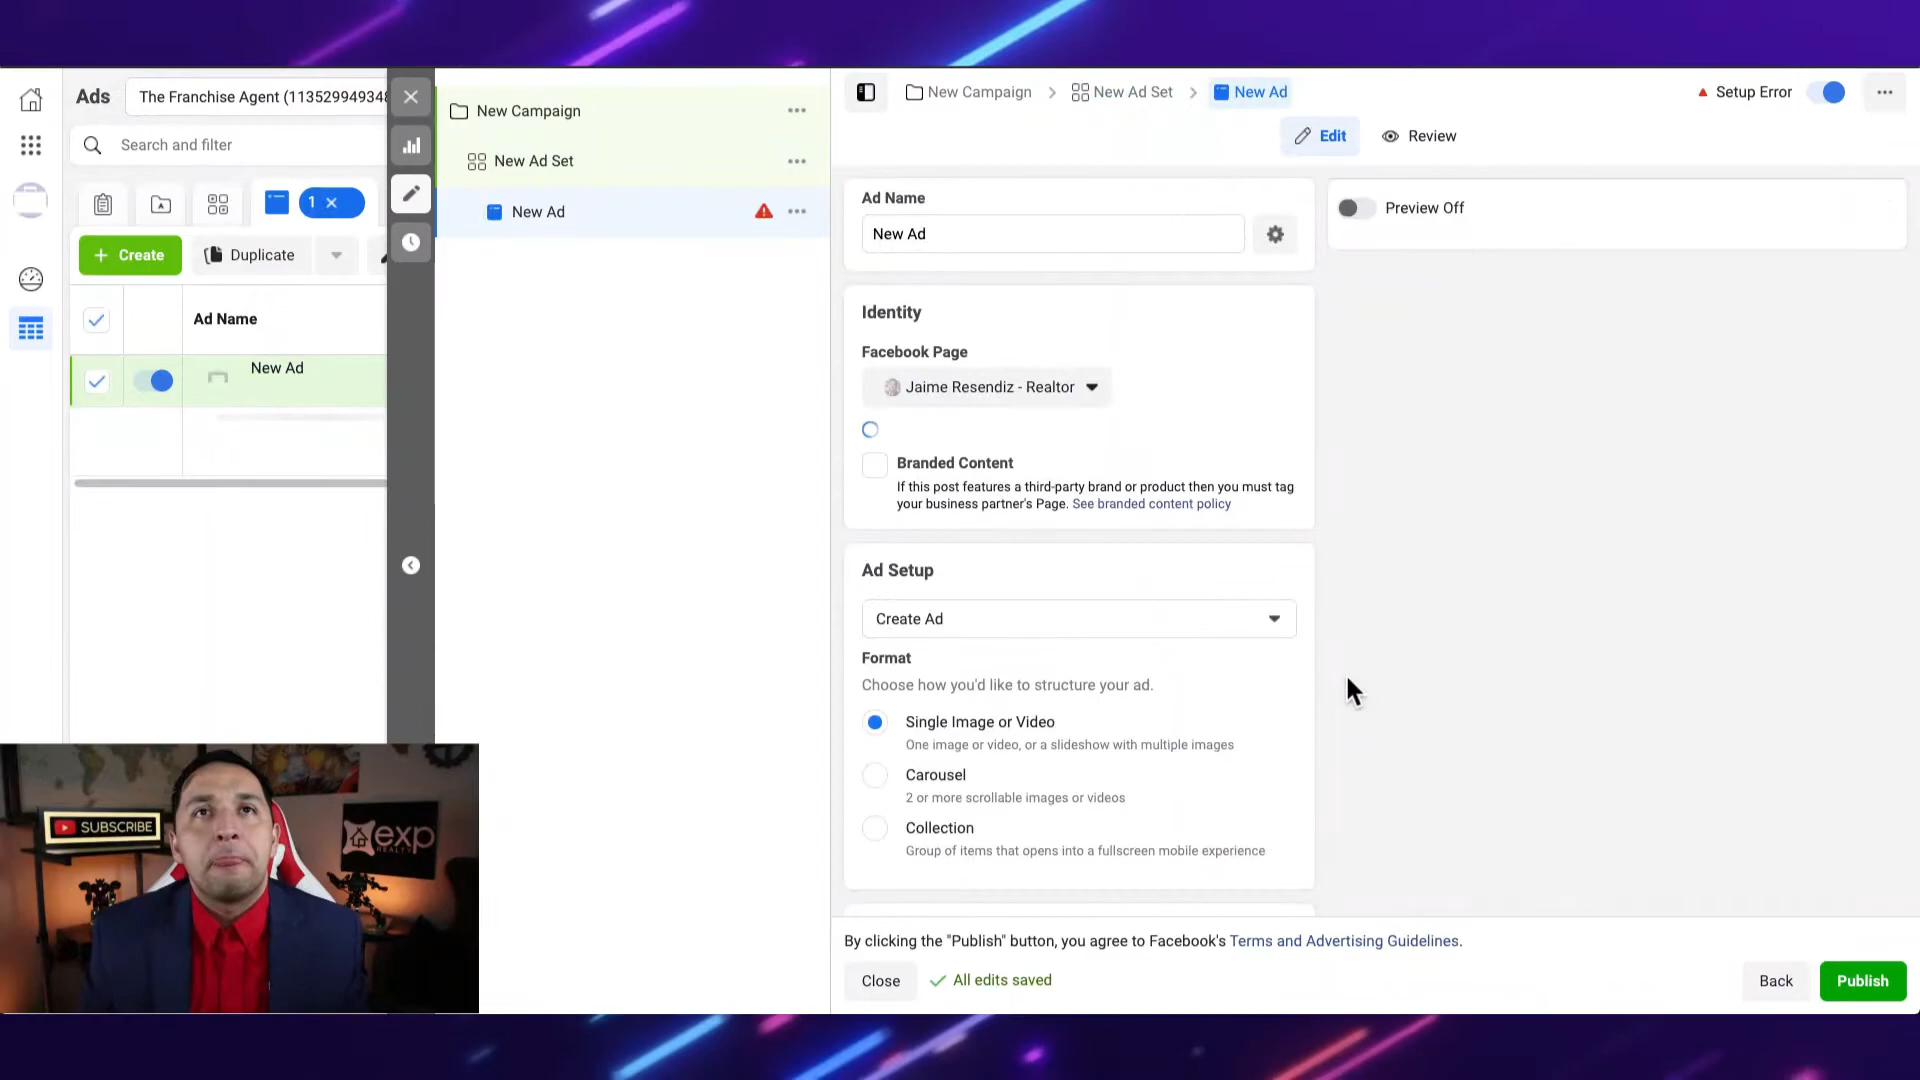 Ads
The Franchise Agent (113529949348
Search and filter
1
Create
Duplicate
Ad Name
New Ad
New Campaign
New Ad Set
New Ad
New Campaign
New Ad Set
New Ad
Setup Error
Edit
Review
Ad Name
New Ad
Preview Off
Identity
Facebook Page
Jaime Resendiz - Realtor
Branded Content
If this post features a third-party brand or product then you must tag
your business partner's Page. See branded content policy
Ad Setup
Create Ad
Format
Choose how you'd like to structure your ad.
Single Image or Video
One image or video, or a slideshow with multiple images
Carousel
2 or more scrollable images or videos
Collection
Group of items that opens into a fullscreen mobile experience
By clicking the "Publish" button, you agree to Facebook's Terms and Advertising Guidelines.
Close
All edits saved
Back
Publish
SUBSCRIBE
exp
REALTY